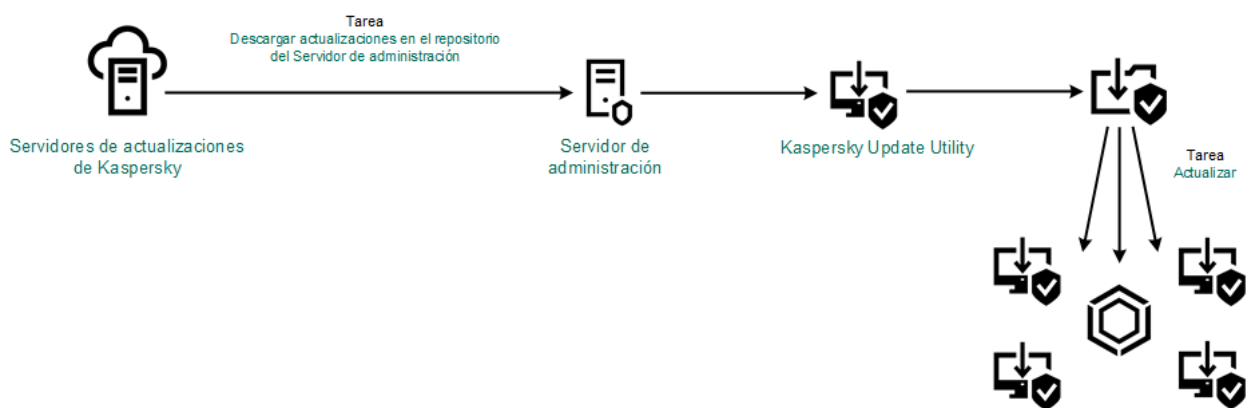 Tarea
Descargar actualizaciones en el repositorio
del Servidor de administración
Servidores de actualizaciones
de Kaspersky
Servidor de
administración
Kaspersky Update Utility
Tarea
Actualizar